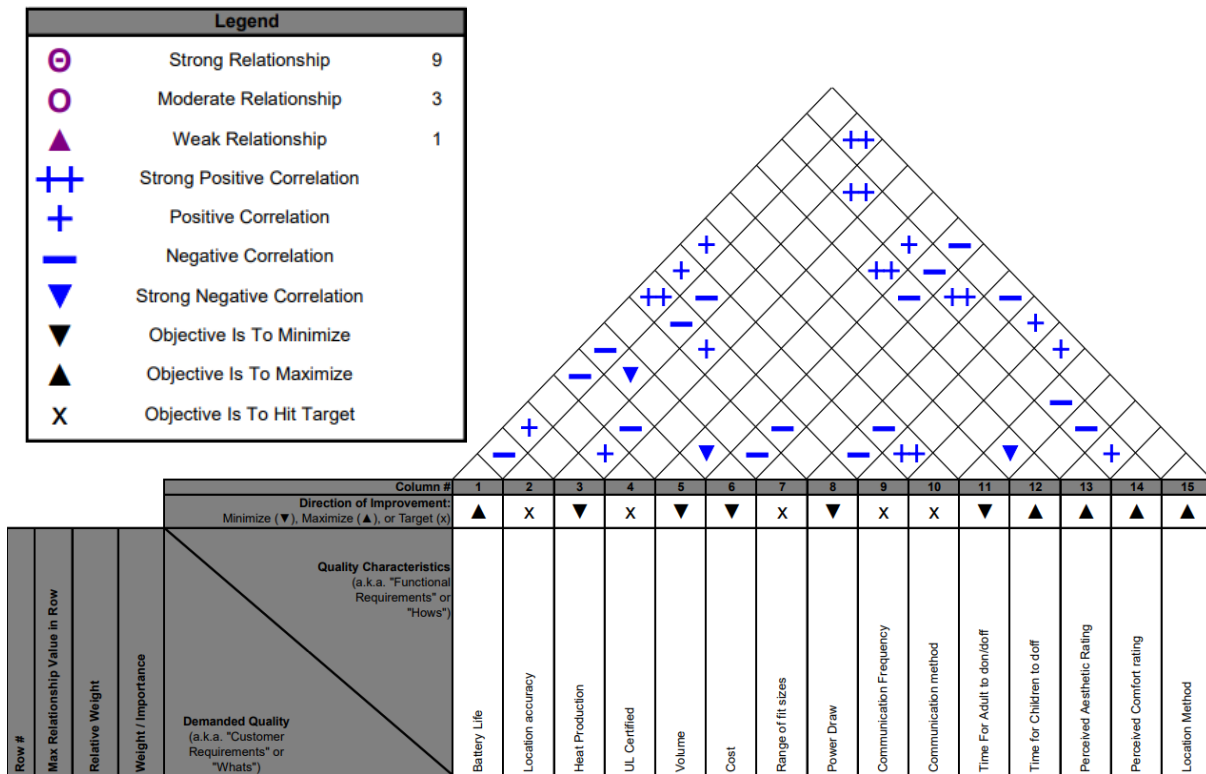 Legend
Θ Strong Relationship 9
Ο Moderate Relationship 3
▲ Weak Relationship 1
┼┼ Strong Positive Correlation
┼ Positive Correlation
▬ Negative Correlation
▼ Strong Negative Correlation
▼ Objective Is To Minimize
▲ Objective Is To Maximize
x Objective Is To Hit Target
Column # 1 2 3 4 5 6 7 8 9 10 11 12 13 14 15
Direction of Improvement:
Minimize (▼), Maximize (▲), or Target (x) ▲ x ▼ x ▼ ▼ x ▼ x x ▼ ▲ ▲ ▲ ▲
Row #
Max Relationship Value in Row
Relative Weight
Weight / Importance
Quality Characteristics
(a.k.a. "Functional
Requirements" or
"Hows")
Demanded Quality
(a.k.a. "Customer
Requirements" or
"Whats")
Battery Life
Location accuracy
Heat Production
UL Certified
Volume
Cost
Range of fit sizes
Power Draw
Communication Frequency
Communication method
Time For Adult to don/doff
Time for Children to doff
Perceived Aesthetic Rating
Perceived Comfort rating
Location Method